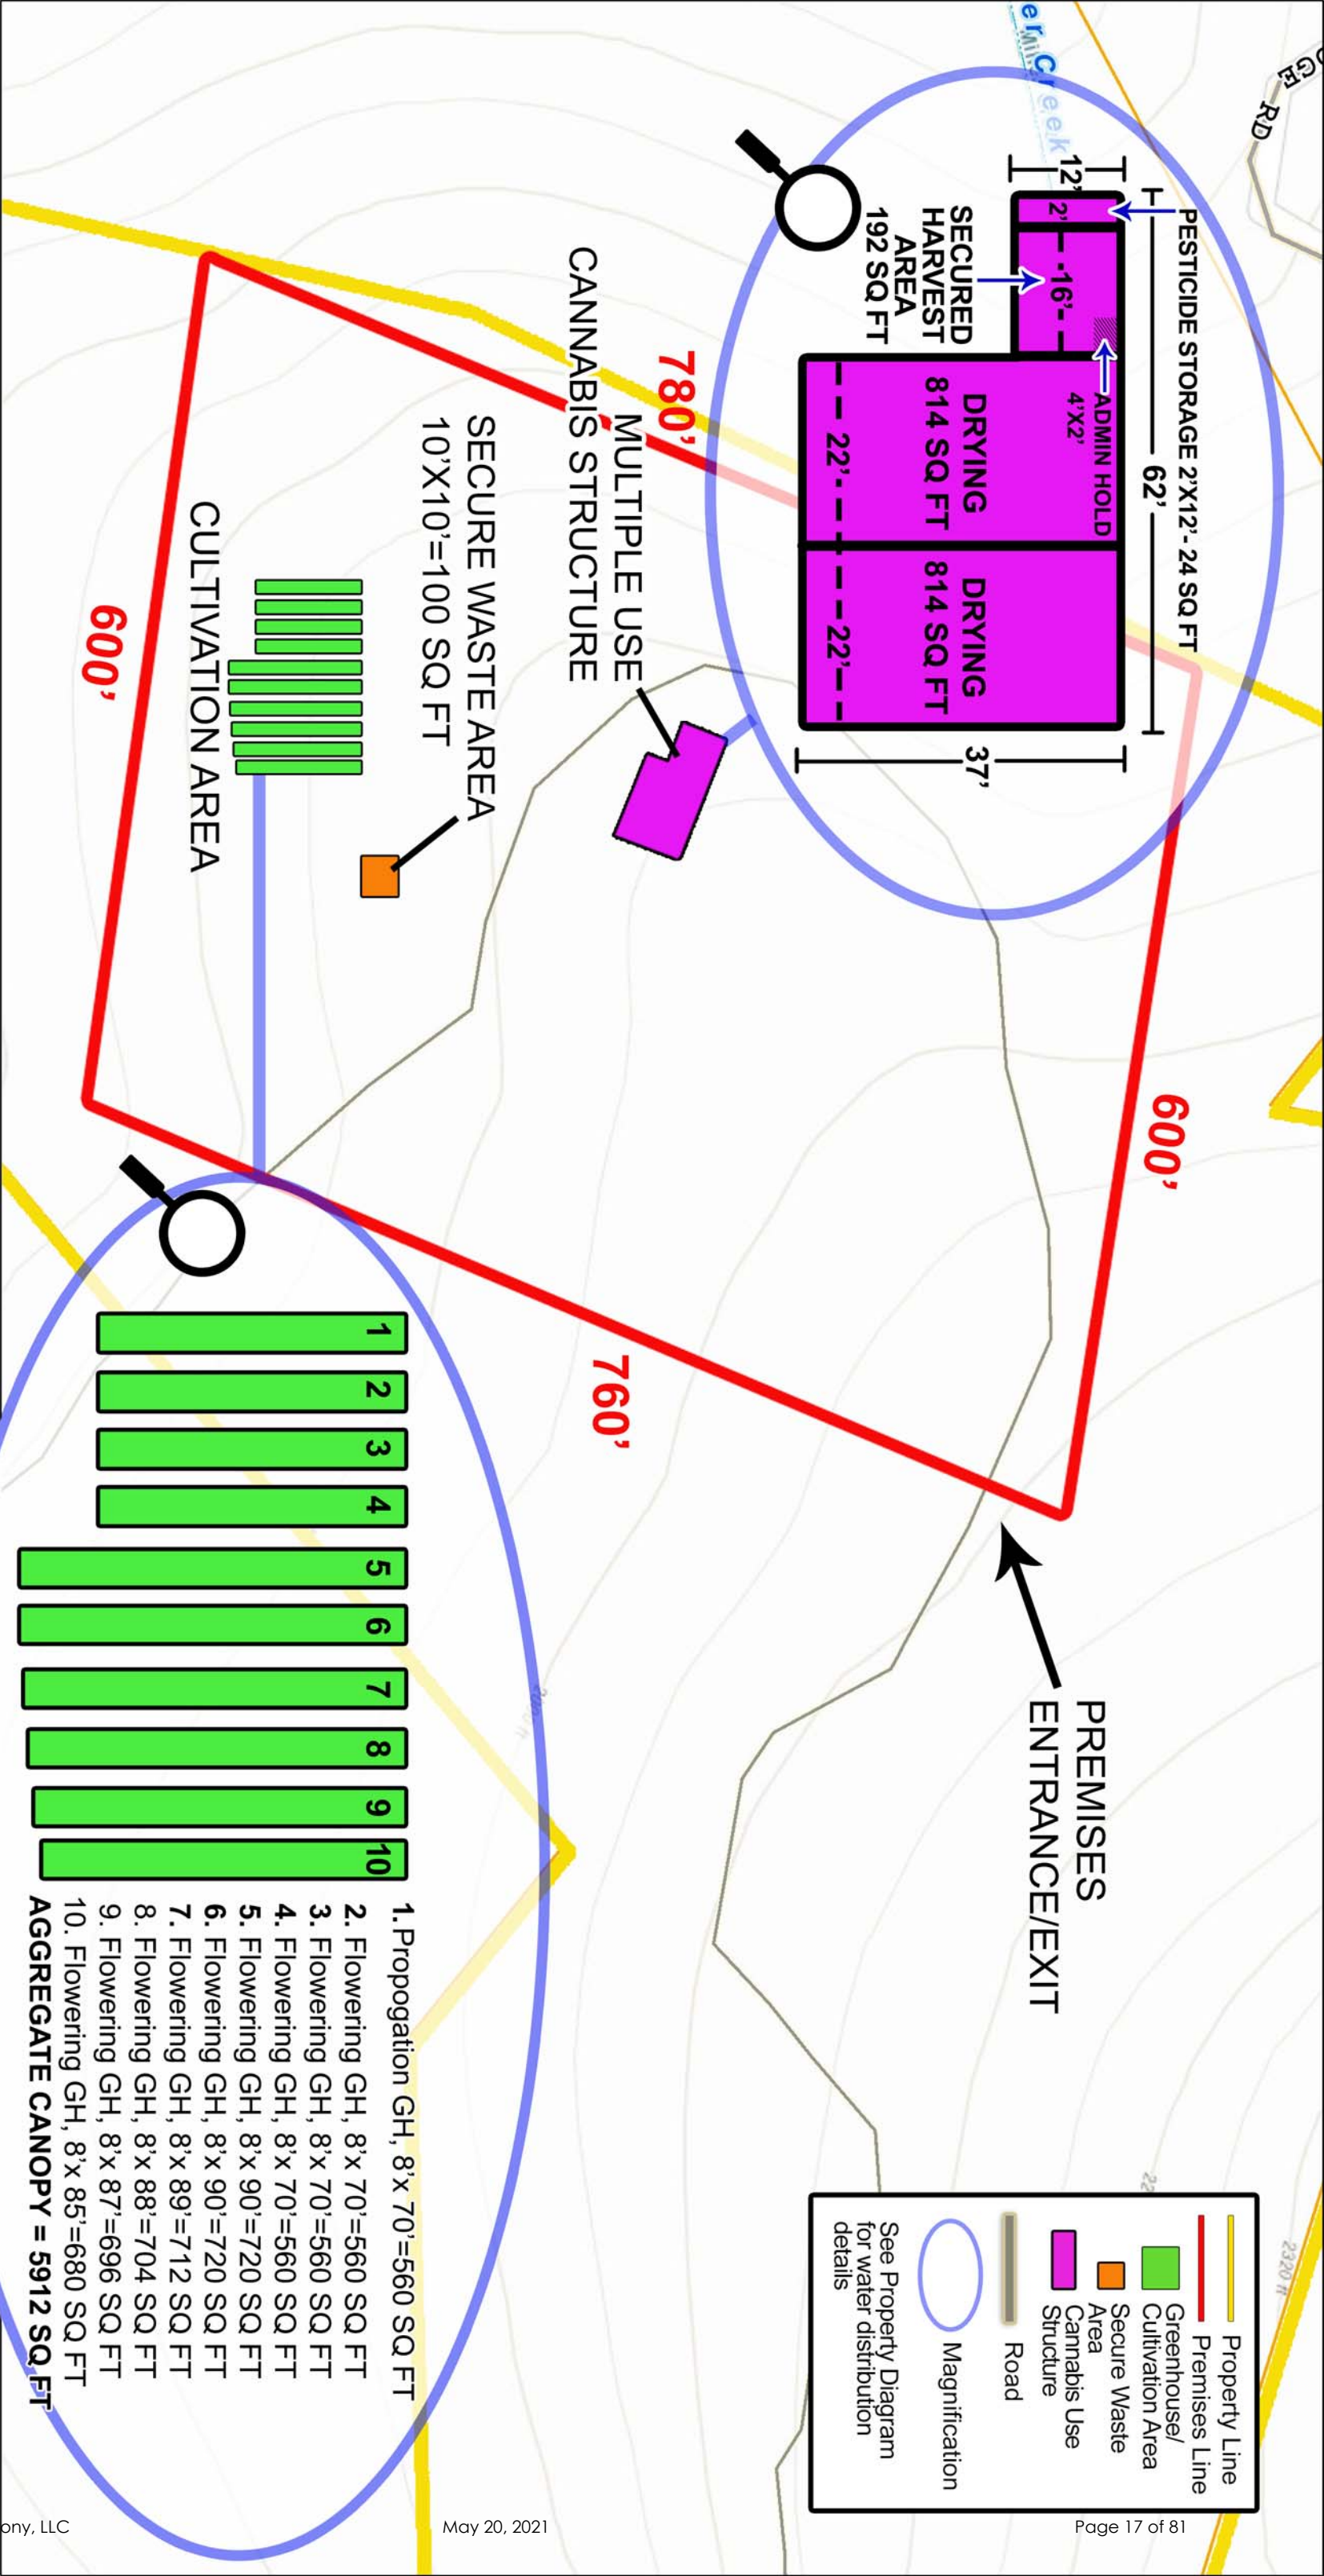 GE
RD
er Creek
Mill
PESTICIDE STORAGE 2'X12'- 24 SQ FT
62'
12'
2'
16'
ADMIN HOLD
4'X2'
SECURED
HARVEST
AREA
192 SQ FT
DRYING
814 SQ FT
DRYING
814 SQ FT
22'
22'
37'
780'
MULTIPLE USE
CANNABIS STRUCTURE
SECURE WASTE AREA
10'X10'=100 SQ FT
CULTIVATION AREA
600'
600'
760'
PREMISES
ENTRANCE/EXIT
2320 ft
Property Line
Premises Line
Greenhouse/
Cultivation Area
Secure Waste
Area
Cannabis Use
Structure
Road
Magnification
See Property Diagram
for water distribution
details
1
2
3
4
5
6
7
8
9
10
1. Propogation GH, 8'x 70'=560 SQ FT
2. Flowering GH, 8'x 70'=560 SQ FT
3. Flowering GH, 8'x 70'=560 SQ FT
4. Flowering GH, 8'x 70'=560 SQ FT
5. Flowering GH, 8'x 90'=720 SQ FT
6. Flowering GH, 8'x 90'=720 SQ FT
7. Flowering GH, 8'x 89'=712 SQ FT
8. Flowering GH, 8'x 88'=704 SQ FT
9. Flowering GH, 8'x 87'=696 SQ FT
10. Flowering GH, 8'x 85'=680 SQ FT
AGGREGATE CANOPY = 5912 SQ FT
ony, LLC
May 20, 2021
Page 17 of 81